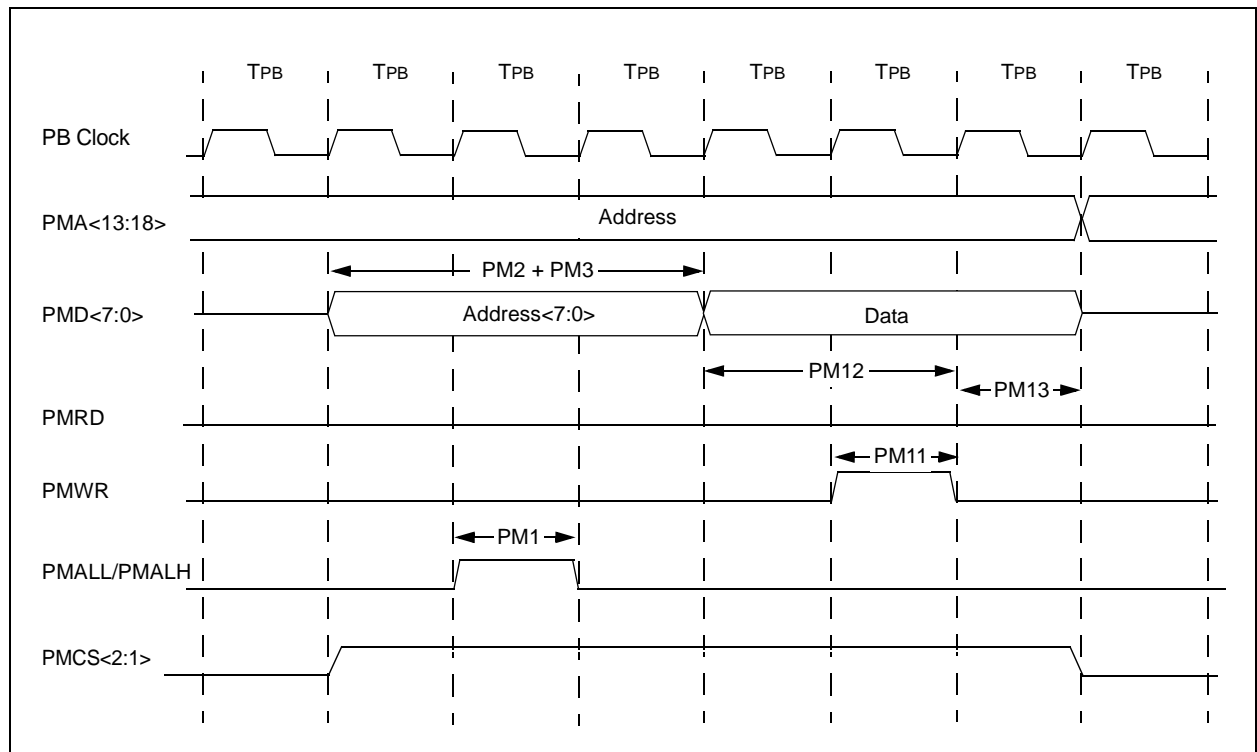 TPB TPB TPB TPB TPB TPB TPB TPB
PB Clock
PMA<13:18> Address
PM2 + PM3
PMD<7:0> Address<7:0> Data
PM12
PM13
PMRD
PM11
PMWR
PM1
PMALL/PMALH
PMCS<2:1>